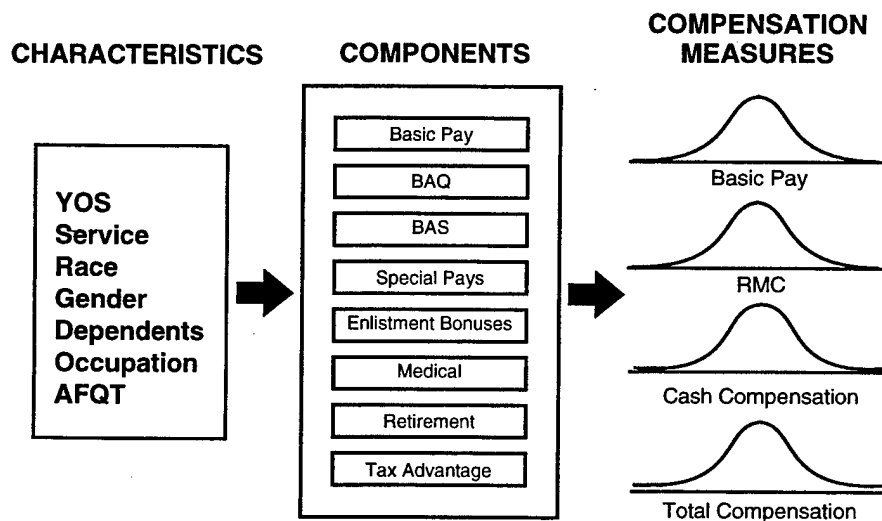 CHARACTERISTICS
YOS
Service
Race
Gender
Dependents
Occupation
AFQT
COMPONENTS
Basic Pay
BAQ
BAS
Special Pays
Enlistment Bonuses
Medical
Retirement
Tax Advantage
COMPENSATION
MEASURES
Basic Pay
RMC
Cash Compensation
Total Compensation